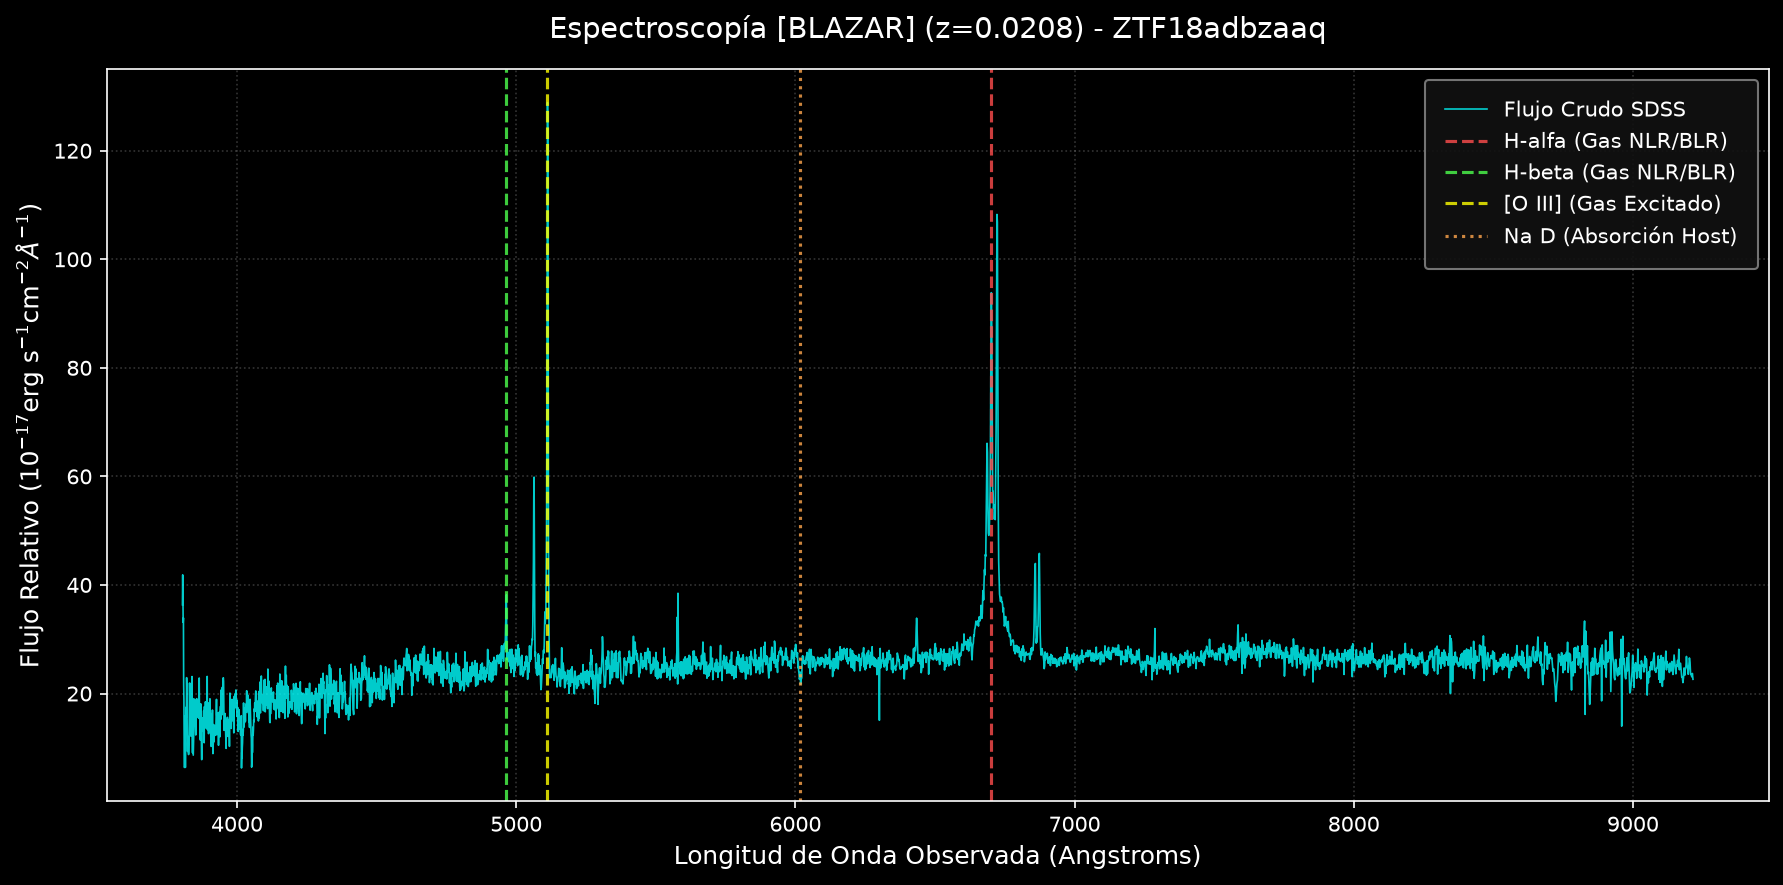 Espectroscopía [BLAZAR] (z=0.0208) - ZTF18adbzaaq
Flujo Crudo SDSS
H-alfa (Gas NLR/BLR)
H-beta (Gas NLR/BLR)
[O III] (Gas Excitado)
Na D (Absorción Host)
Flujo Relativo (10⁻¹⁷erg s⁻¹cm⁻²Å⁻¹)
120
100
80
60
40
20
4000 5000 6000 7000 8000 9000
Longitud de Onda Observada (Angstroms)